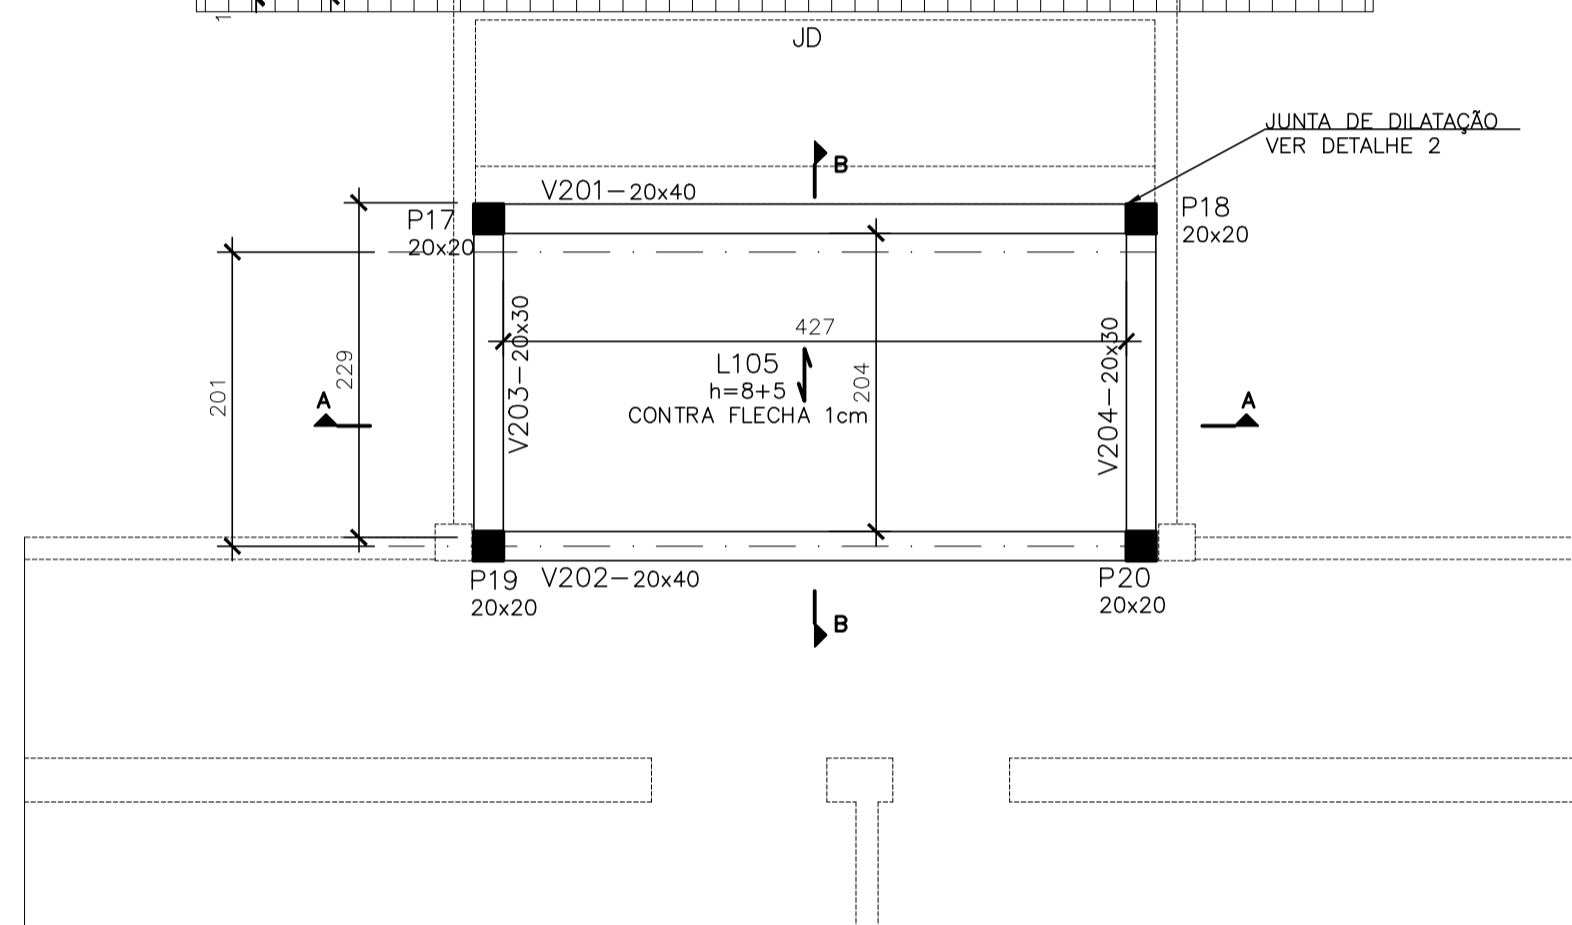 1
JD
JUNTA DE DILATAÇÃO
VER DETALHE 2
B
V201-20x40
P17
20x20
P18
20x20
427
L105
h=8+5
CONTRA FLECHA 1cm
204
V203-20x30
V204-20x30
229
201
A
A
P19
20x20
V202-20x40
P20
20x20
B